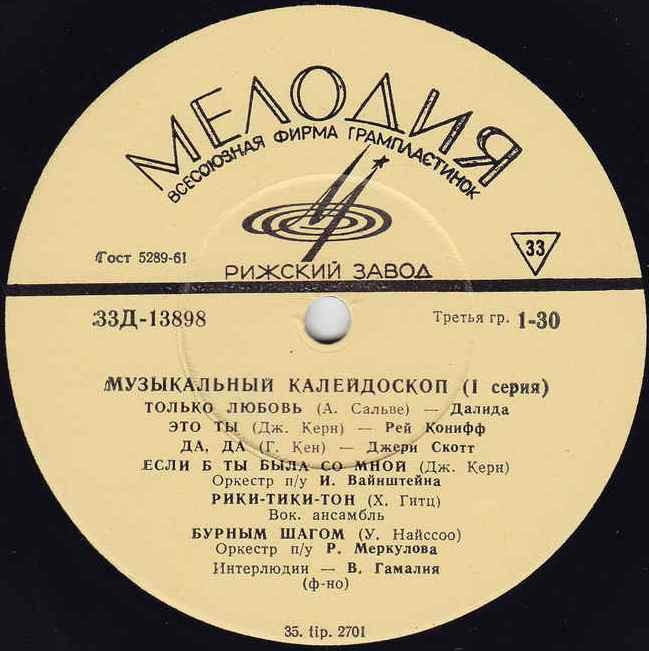 МЕЛОДИЯ
ВСЕСОЮЗНАЯ ФИРМА ГРАМПЛАСТИНОК
Гост 5289-61
33
РИЖСКИЙ ЗАВОД
33Д-13898
Третья гр. 1-30
МУЗЫКАЛЬНЫЙ КАЛЕЙДОСКОП (1 серия)
ТОЛЬКО ЛЮБОВЬ (А. Сальве) — Далида
ЭТО ТЫ (Дж. Керн) — Рей Конифф
ДА, ДА (Г. Кен) — Джери Скотт
ЕСЛИ Б ТЫ БЫЛА СО МНОЙ (Дж. Керн)
Оркестр п/у И. Вайнштейна
РИКИ-ТИКИ-ТОН (Х. Гитц)
Вок. ансамбль
БУРНЫМ ШАГОМ (У. Найссоо)
Оркестр п/у Р. Меркулова
Интерлюдии — В. Гамалия
(ф-но)
35. tip. 2701